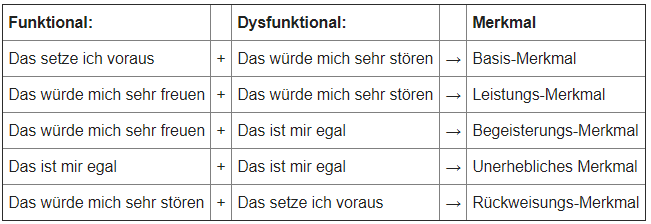 Funktional: Dysfunktional: Merkmal
Das setze ich voraus + Das würde mich sehr stören → Basis-Merkmal
Das würde mich sehr freuen + Das würde mich sehr stören → Leistungs-Merkmal
Das würde mich sehr freuen + Das ist mir egal → Begeisterungs-Merkmal
Das ist mir egal + Das ist mir egal → Unerhebliches Merkmal
Das würde mich sehr stören + Das setze ich voraus → Rückweisungs-Merkmal